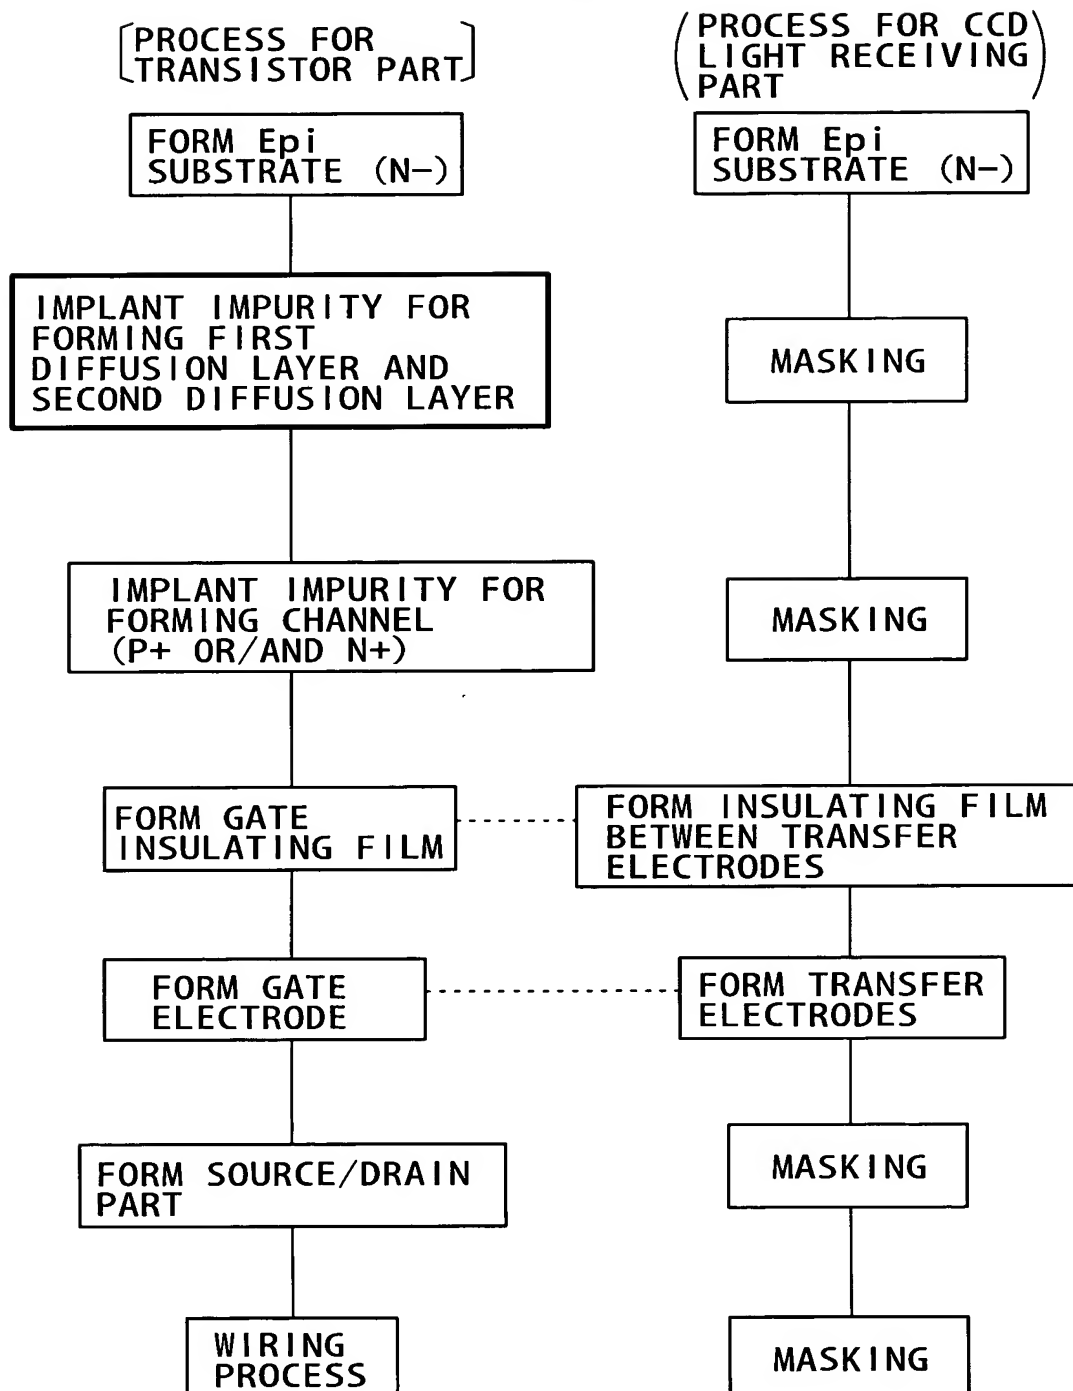 PROCESS FOR
TRANSISTOR PART
FORM Epi
SUBSTRATE (N−)
IMPLANT IMPURITY FOR
FORMING FIRST
DIFFUSION LAYER AND
SECOND DIFFUSION LAYER
IMPLANT IMPURITY FOR
FORMING CHANNEL
(P+ OR/AND N+)
FORM GATE
INSULATING FILM
FORM GATE
ELECTRODE
FORM SOURCE/DRAIN
PART
WIRING
PROCESS
PROCESS FOR CCD
LIGHT RECEIVING
PART
FORM Epi
SUBSTRATE (N−)
MASKING
MASKING
FORM INSULATING FILM
BETWEEN TRANSFER
ELECTRODES
FORM TRANSFER
ELECTRODES
MASKING
MASKING